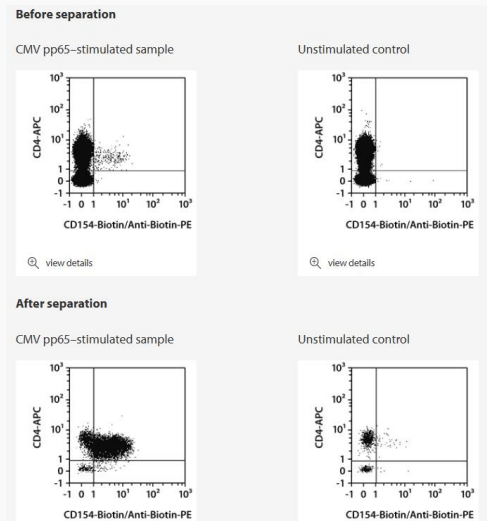 Before separation
CMV pp65–stimulated sample
Unstimulated control
10³
10²
10¹
1
0
-1
CD4-APC
-1 0 1 10¹ 10² 10³
CD154-Biotin/Anti-Biotin-PE
10³
10²
10¹
1
0
-1
CD4-APC
-1 0 1 10¹ 10² 10³
CD154-Biotin/Anti-Biotin-PE
view details
view details
After separation
CMV pp65–stimulated sample
Unstimulated control
10³
10²
10¹
1
0
-1
CD4-APC
-1 0 1 10¹ 10² 10³
CD154-Biotin/Anti-Biotin-PE
10³
10²
10¹
1
0
-1
CD4-APC
-1 0 1 10¹ 10² 10³
CD154-Biotin/Anti-Biotin-PE